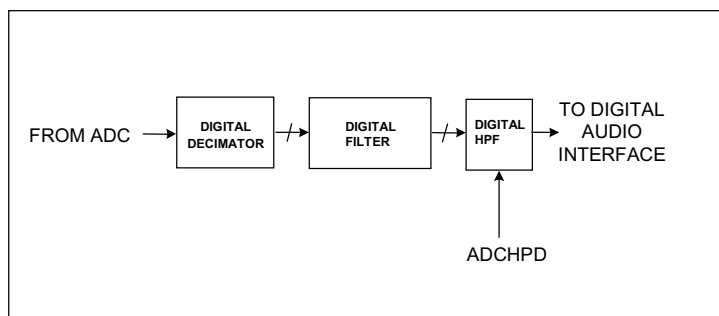 FROM ADC
DIGITAL
DECIMATOR
DIGITAL
FILTER
DIGITAL
HPF
TO DIGITAL
AUDIO
INTERFACE
ADCHPD